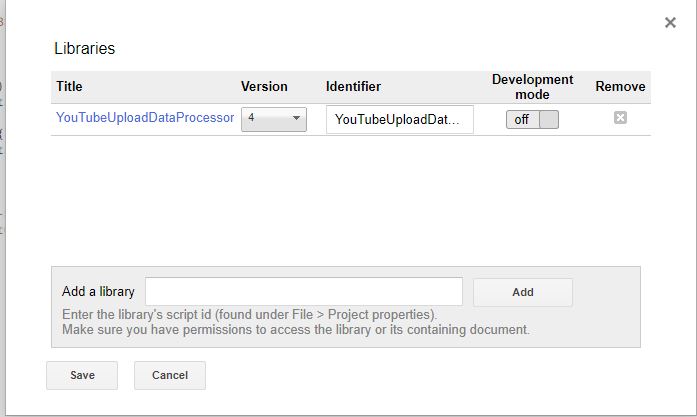 Libraries
Title Version Identifier Development mode Remove
YouTubeUploadDataProcessor 4 YouTubeUploadDat... off
Add a library Add
Enter the library's script id (found under File > Project properties).
Make sure you have permissions to access the library or its containing document.
Save Cancel